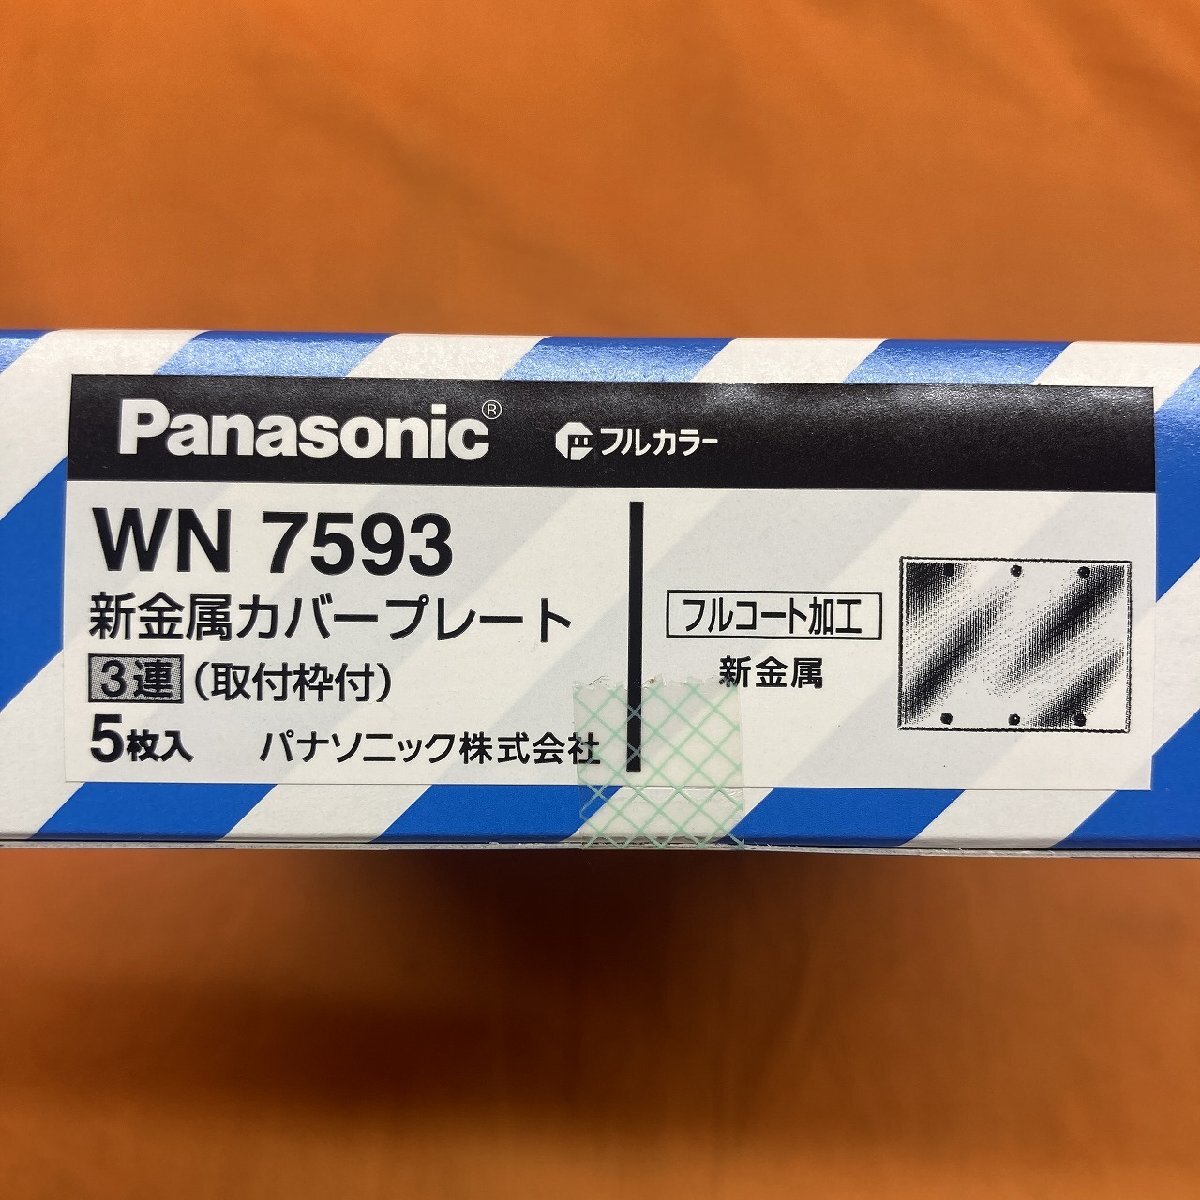 Panasonic® フルカラー
WN 7593
新金属カバープレート
3連 (取付枠付)
5枚入 パナソニック株式会社
フルコート加工
新金属